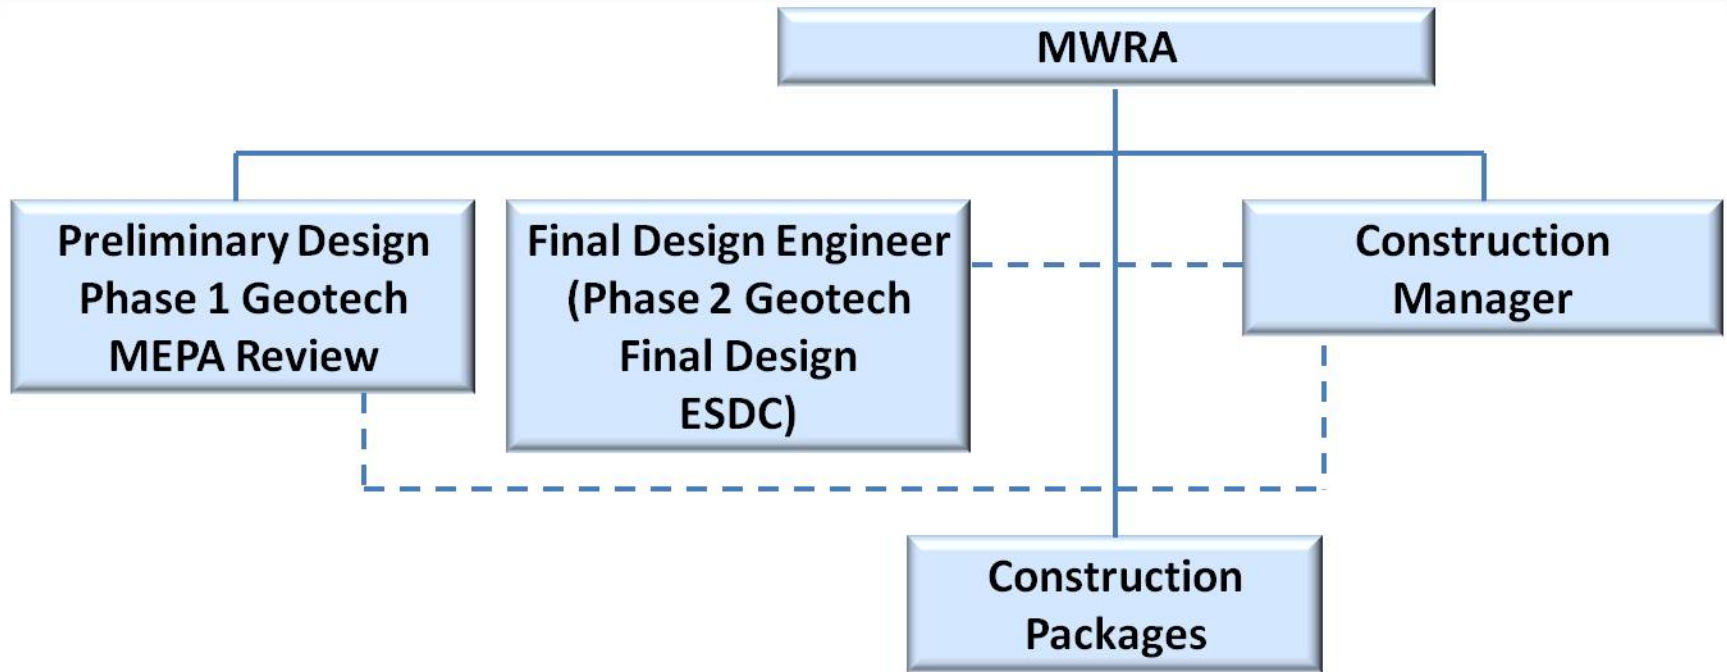 MWRA
Preliminary Design
Phase 1 Geotech
MEPA Review
Final Design Engineer
(Phase 2 Geotech
Final Design
ESDC)
Construction
Manager
Construction
Packages